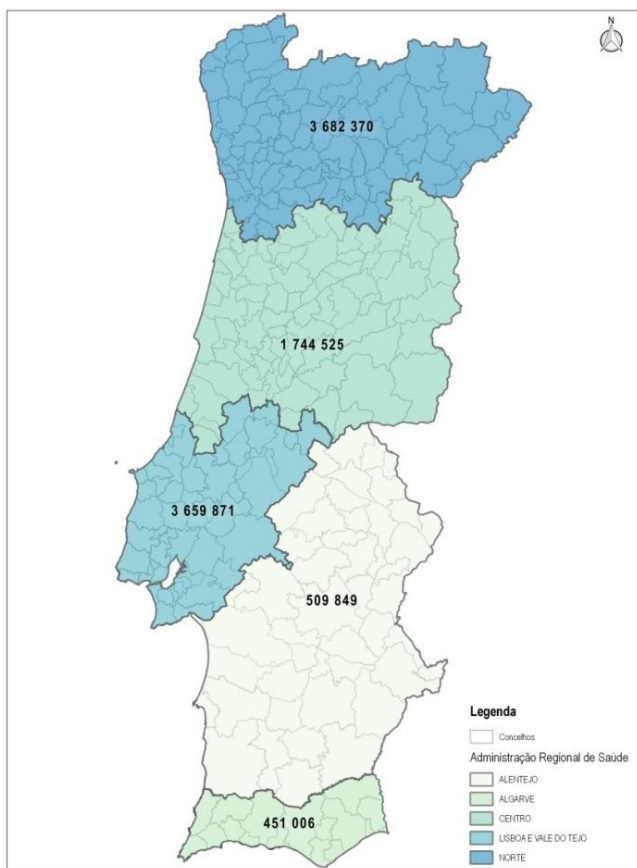 N
3 682 370
1 744 525
3 659 871
509 849
451 006
Legenda
Concelhos
Administração Regional de Saúde
ALENTEJO
ALGARVE
CENTRO
LISBOA E VALE DO TEJO
NORTE